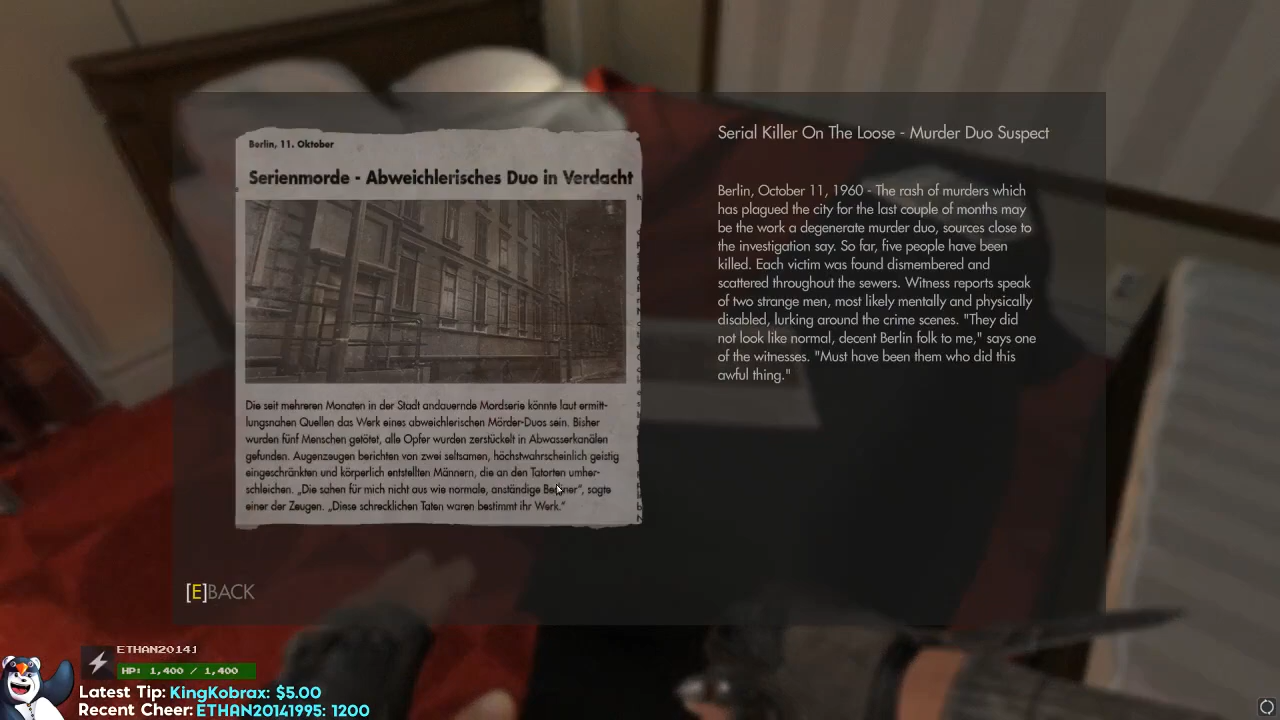 Berlin, 11. Oktober
Serienmorde - Abweichlerisches Duo in Verdacht
Die seit mehreren Monaten in der Stadt andauernde Mordserie könnte laut ermitt-
lungsnahen Quellen das Werk eines abweichlerischen Mörder-Duos sein. Bisher
wurden fünf Menschen getötet, alle Opfer wurden zerstückelt in Abwasserkanälen
gefunden. Augenzeugen berichten von zwei seltsamen, höchstwahrscheinlich geistig
eingeschränkten und körperlich entstellten Männern, die an den Tatorten umher-
schleichen. „Die sahen für mich nicht aus wie normale, anständige Berliner“, sagte
einer der Zeugen. „Diese schrecklichen Taten waren bestimmt ihr Werk.“
Serial Killer On The Loose - Murder Duo Suspect
Berlin, October 11, 1960 - The rash of murders which
has plagued the city for the last couple of months may
be the work a degenerate murder duo, sources close to
the investigation say. So far, five people have been
killed. Each victim was found dismembered and
scattered throughout the sewers. Witness reports speak
of two strange men, most likely mentally and physically
disabled, lurking around the crime scenes. "They did
not look like normal, decent Berlin folk to me," says one
of the witnesses. "Must have been them who did this
awful thing."
[E]BACK
ETHAN20141
HP: 1,400 / 1,400
Latest Tip: KingKobrax: $5.00
Recent Cheer: ETHAN20141995: 1200